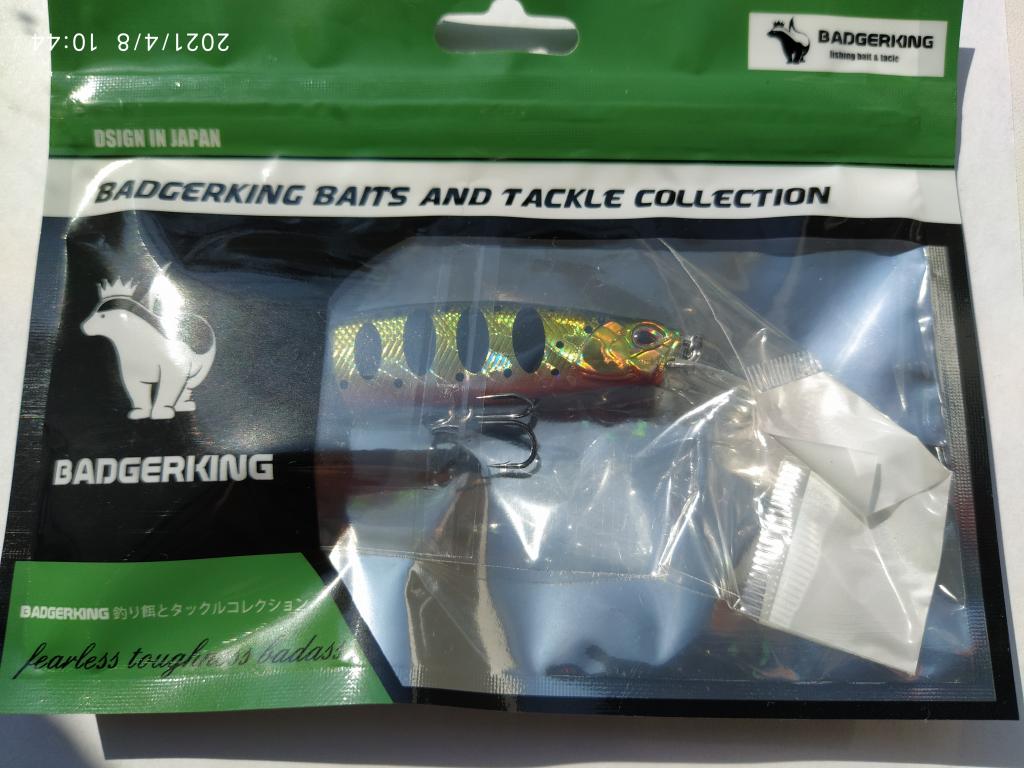 2021/4/8 10:44
BADGERKING
fishing bait & tacle
DSIGN IN JAPAN
BADGERKING BAITS AND TACKLE COLLECTION
BADGERKING
BADGERKING 釣り餌とタックルコレクション
fearless toughness badass